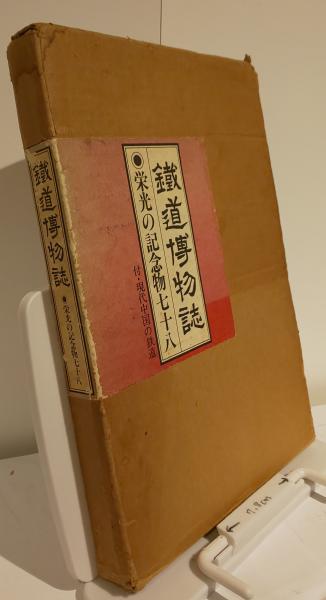 鐵道博物誌
●栄光の記念物七十八
鐵道博物誌
◉栄光の記念物七十八
付・現代中国の鉄道